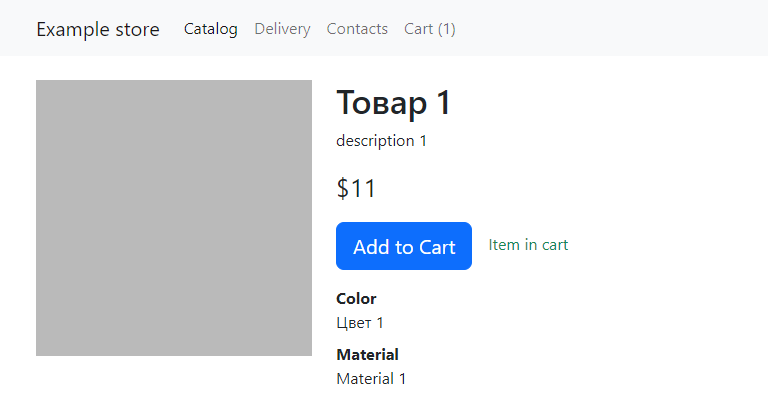 Example store Catalog Delivery Contacts Cart (1)
Товар 1
description 1
$11
Add to Cart Item in cart
Color
Цвет 1
Material
Material 1